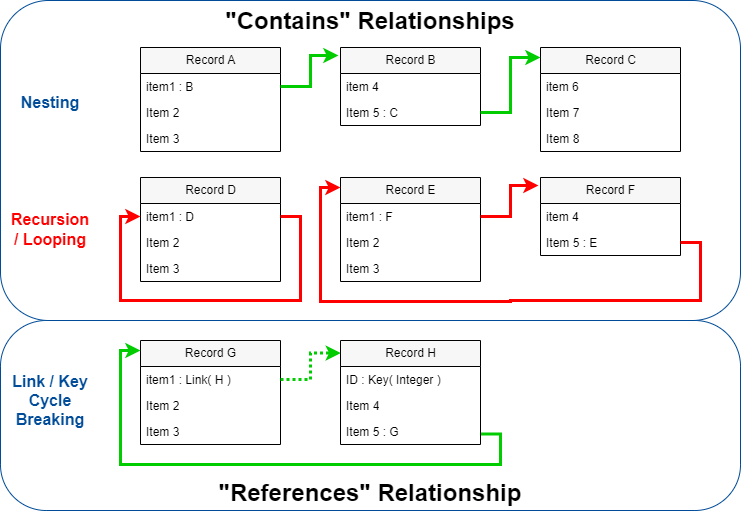 "Contains" Relationships
Nesting
Record A
item1 : B
Item 2
Item 3
Record B
item 4
Item 5 : C
Record C
item 6
Item 7
Item 8
Recursion
/ Looping
Record D
item1 : D
Item 2
Item 3
Record E
item1 : F
Item 2
Item 3
Record F
item 4
Item 5 : E
Link / Key
Cycle
Breaking
Record G
item1 : Link( H )
Item 2
Item 3
Record H
ID : Key( Integer )
Item 4
Item 5 : G
"References" Relationship